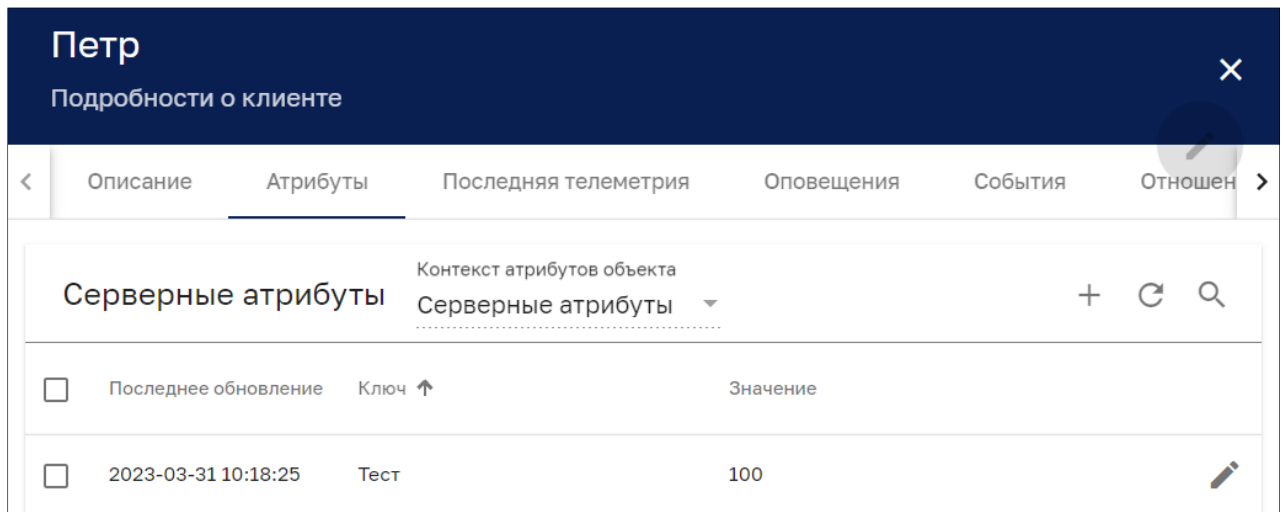 Петр
Подробности о клиенте
Описание Атрибуты Последняя телеметрия Оповещения События Отношен
Контекст атрибутов объекта
Серверные атрибуты Серверные атрибуты
Последнее обновление Ключ Значение
2023-03-31 10:18:25 Тест 100